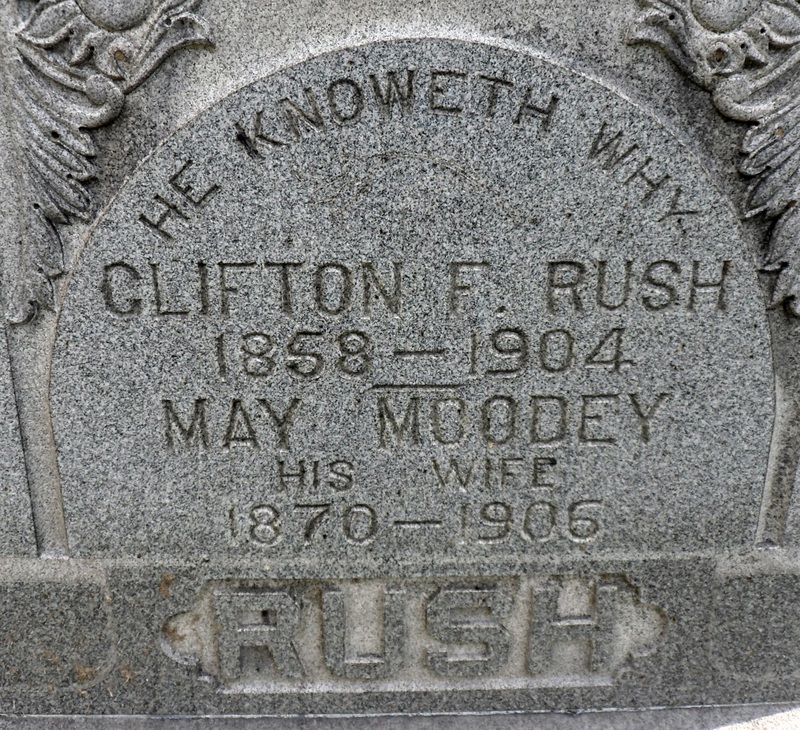 HE KNOWETH WHY
CLIFTON F. RUSH
1858 — 1904
MAY MOODEY
HIS WIFE
1870 — 1906
RUSH